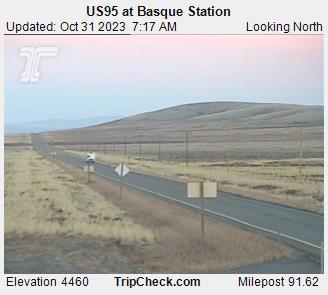 US95 at Basque Station
Updated: Oct 31 2023 7:17 AM Looking North
Elevation 4460 TripCheck.com Milepost 91.62